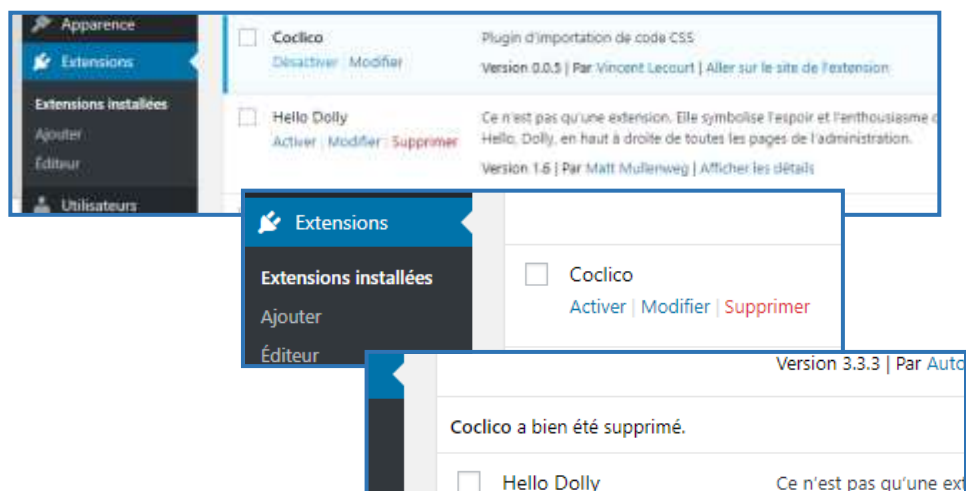 Apparence
Extensions
Extensions installées
Ajouter
Éditeur
Utilisateurs
Coclico
Désactiver | Modifier
Plugin d'importation de code CSS
Version 0.0.5 | Par Vincent Lecourt | Aller sur le site de l'extension
Hello Dolly
Activer | Modifier | Supprimer
Ce n'est pas qu'une extension. Elle symbolise l'espoir et l'enthousiasme
Hello, Dolly, en haut à droite de toutes les pages de l'administration.
Version 1.6 | Par Matt Mullenweg | Afficher les détails
Extensions
Extensions installées
Ajouter
Éditeur
Coclico
Activer | Modifier | Supprimer
Version 3.3.3 | Par Auto
Coclico a bien été supprimé.
Hello Dolly
Ce n'est pas qu'une ext